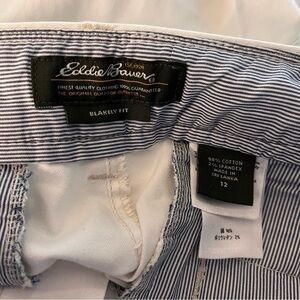 EST. 1920
Eddie Bauer
FINEST QUALITY CLOTHING 100% GUARANTEED
THE ORIGINAL OUTDOOR OUTFITTER
BLAKELY FIT
98% COTTON
2% SPANDEX
MADE IN
SRI LANKA
12